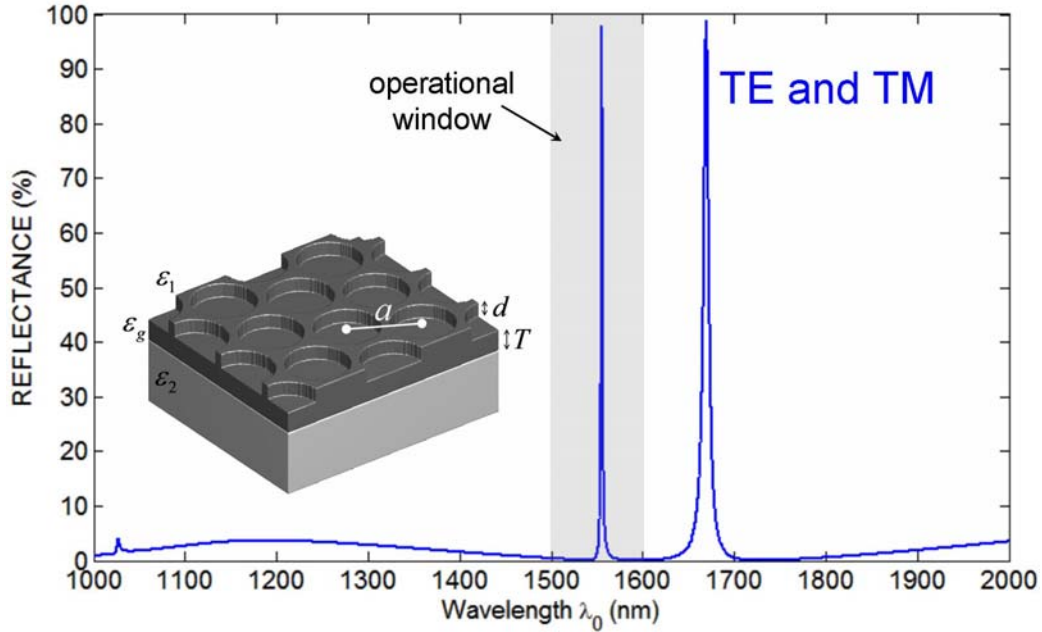 100
90
80
70
60
50
40
30
20
10
0
REFLECTANCE (%)
operational
window
TE and TM
ε1
εg
ε2
a
d
T
1000 1100 1200 1300 1400 1500 1600 1700 1800 1900 2000
Wavelength λ0 (nm)